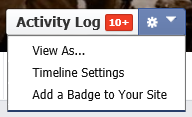 Activity Log 10+
View As...
Timeline Settings
Add a Badge to Your Site